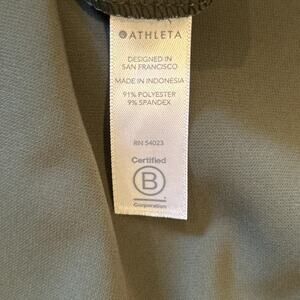 ATHLETA
DESIGNED IN
SAN FRANCISCO
MADE IN INDONESIA
91% POLYESTER
9% SPANDEX
RN 54023
Certified
B
Corporation